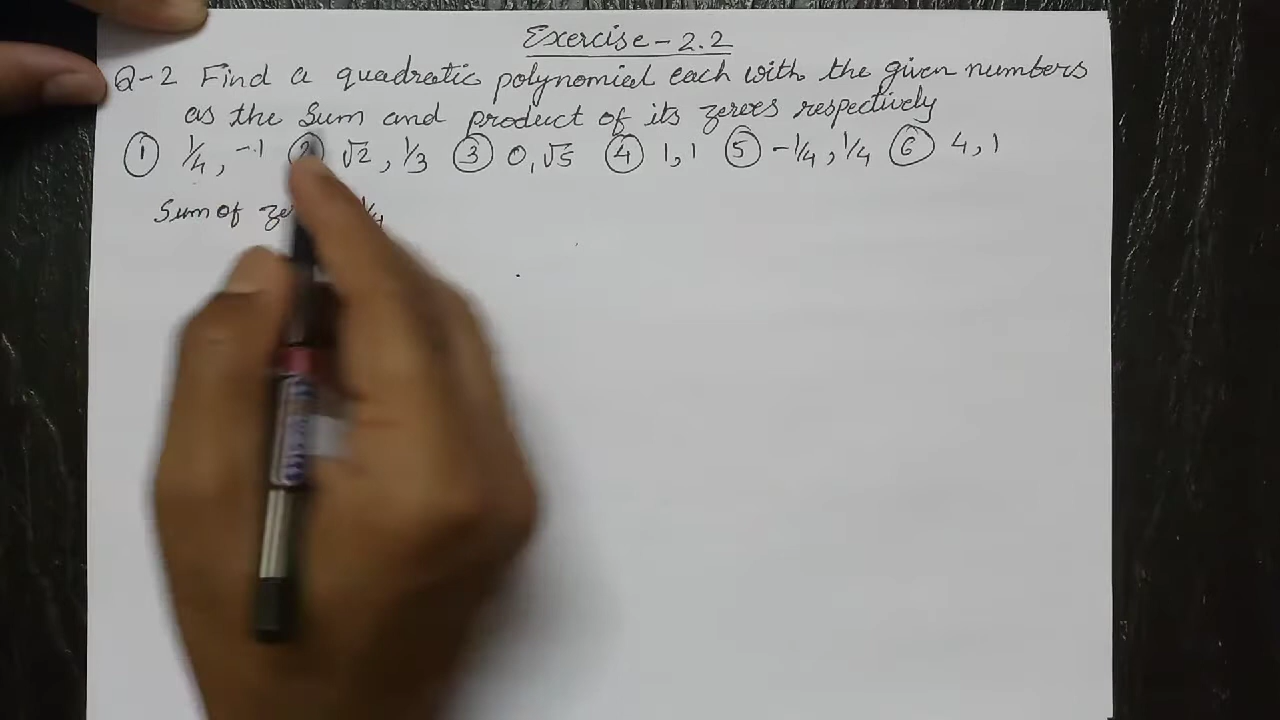 Exercise - 2.2
Q-2 Find a quadratic polynomial each with the given numbers
as the Sum and product of its zeroes respectively
① 1/4, -1 ② √2, 1/3 ③ 0, √5 ④ 1, 1 ⑤ -1/4, 1/4 ⑥ 4, 1
Sum of